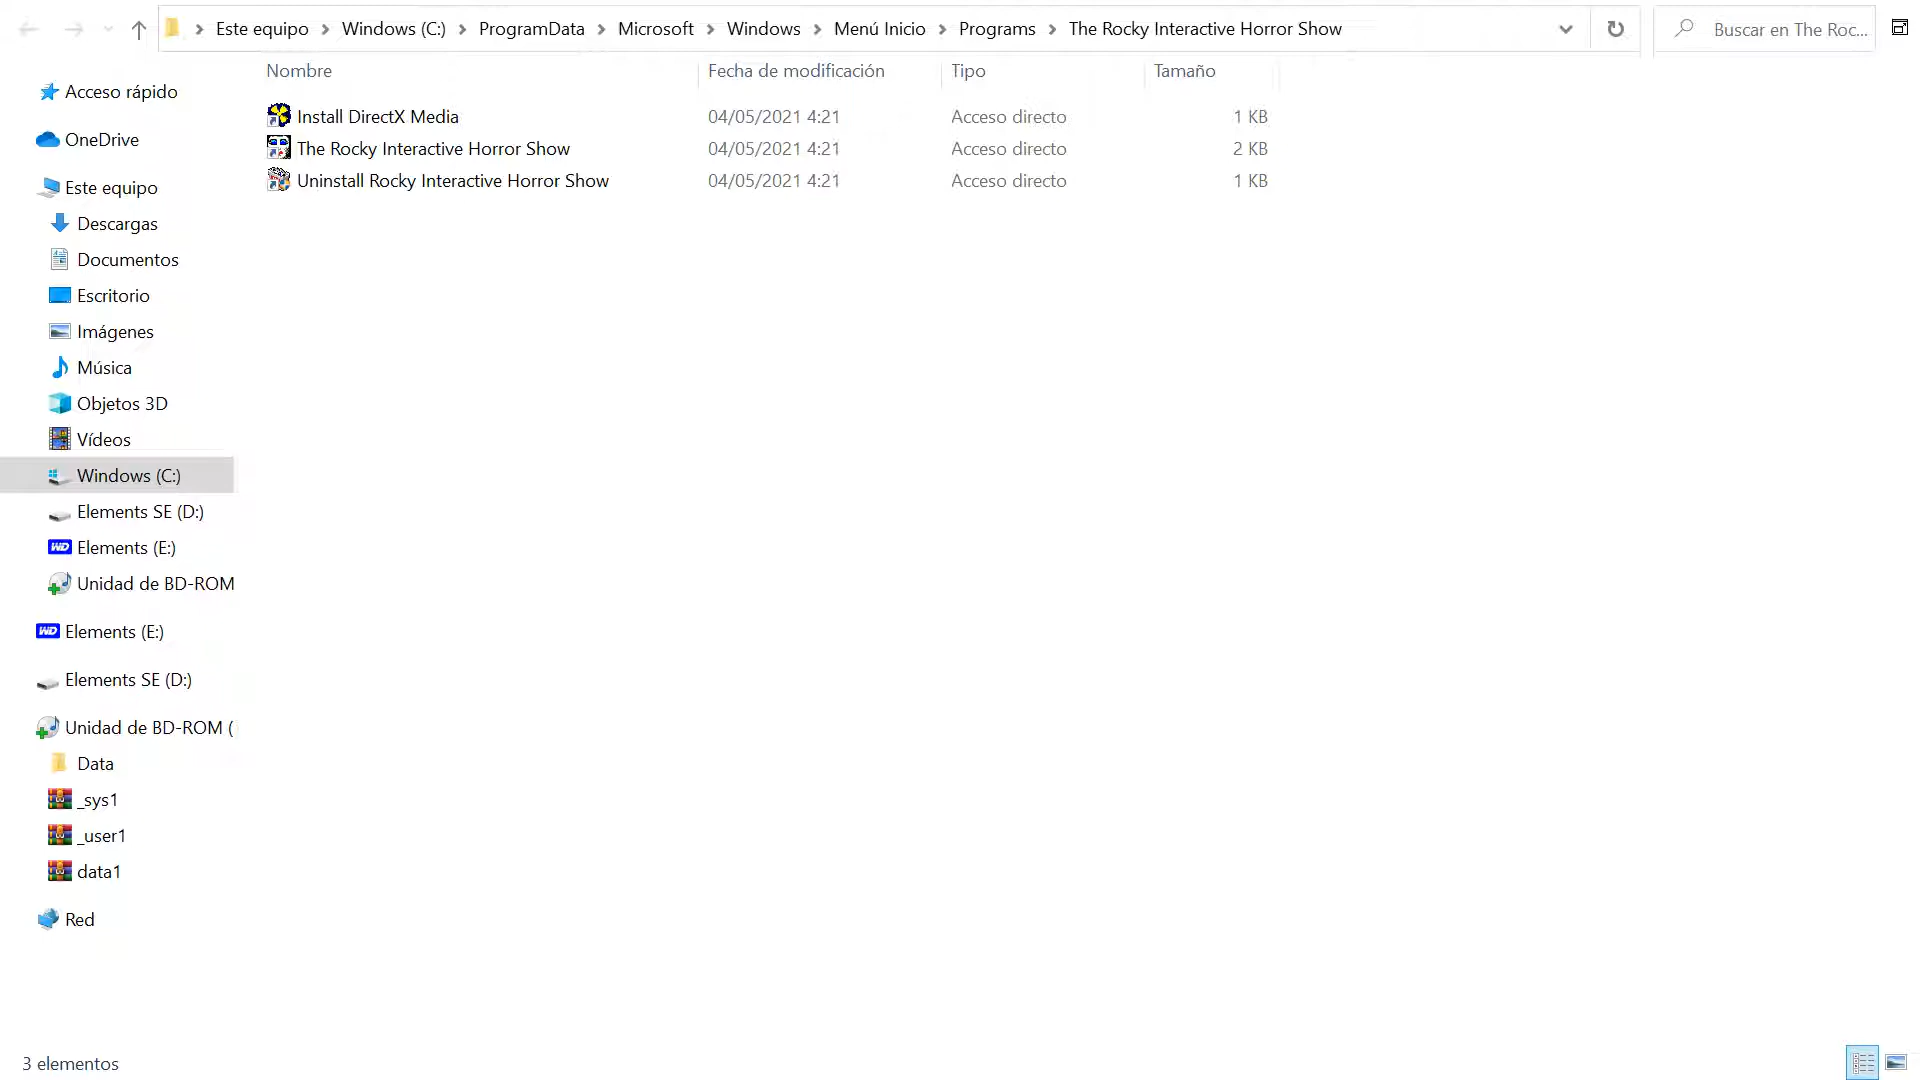 Este equipo > Windows (C:) > ProgramData > Microsoft > Windows > Menú Inicio > Programs > The Rocky Interactive Horror Show
Buscar en The Roc...
Nombre Fecha de modificación Tipo Tamaño
Install DirectX Media 04/05/2021 4:21 Acceso directo 1 KB
The Rocky Interactive Horror Show 04/05/2021 4:21 Acceso directo 2 KB
Uninstall Rocky Interactive Horror Show 04/05/2021 4:21 Acceso directo 1 KB
Acceso rápido
OneDrive
Este equipo
Descargas
Documentos
Escritorio
Imágenes
Música
Objetos 3D
Vídeos
Windows (C:)
Elements SE (D:)
WD Elements (E:)
Unidad de BD-ROM
WD Elements (E:)
Elements SE (D:)
Unidad de BD-ROM (
Data
_sys1
_user1
data1
Red
3 elementos